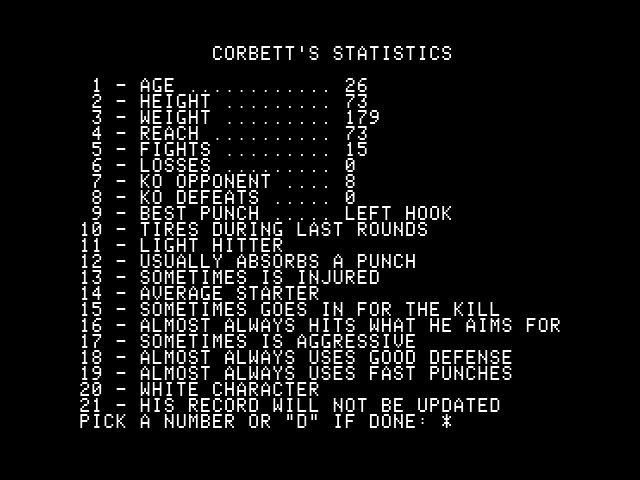 CORBETT'S STATISTICS
1 - AGE ............ 26
2 - HEIGHT ......... 73
3 - WEIGHT ......... 179
4 - REACH .......... 73
5 - FIGHTS ......... 15
6 - LOSSES ......... 0
7 - KO OPPONENT .... 8
8 - KO DEFEATS ..... 0
9 - BEST PUNCH ..... LEFT HOOK
10 - TIRES DURING LAST ROUNDS
11 - LIGHT HITTER
12 - USUALLY ABSORBS A PUNCH
13 - SOMETIMES IS INJURED
14 - AVERAGE STARTER
15 - SOMETIMES GOES IN FOR THE KILL
16 - ALMOST ALWAYS HITS WHAT HE AIMS FOR
17 - SOMETIMES IS AGGRESSIVE
18 - ALMOST ALWAYS USES GOOD DEFENSE
19 - ALMOST ALWAYS USES FAST PUNCHES
20 - WHITE CHARACTER
21 - HIS RECORD WILL NOT BE UPDATED
PICK A NUMBER OR "D" IF DONE: *